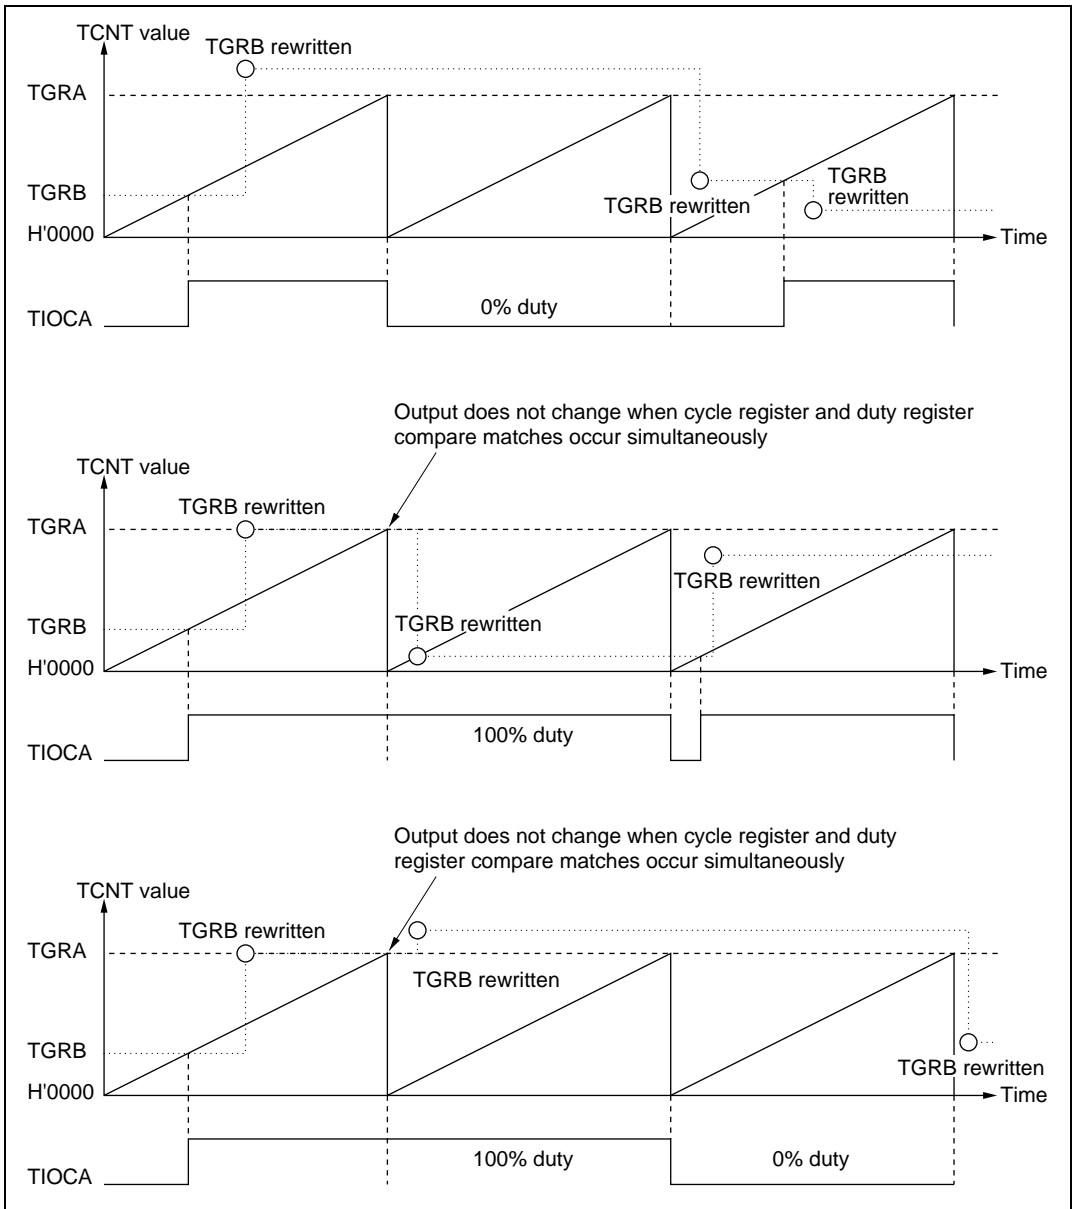 TCNT value
TGRB rewritten
TGRA
TGRB
TGRB
rewritten
TGRB rewritten
H'0000
Time
0% duty
TIOCA
Output does not change when cycle register and duty register
compare matches occur simultaneously
TCNT value
TGRB rewritten
TGRA
TGRB rewritten
TGRB
TGRB rewritten
H'0000
Time
100% duty
TIOCA
Output does not change when cycle register and duty
register compare matches occur simultaneously
TCNT value
TGRB rewritten
TGRA
TGRB rewritten
TGRB
TGRB rewritten
H'0000
Time
100% duty
0% duty
TIOCA